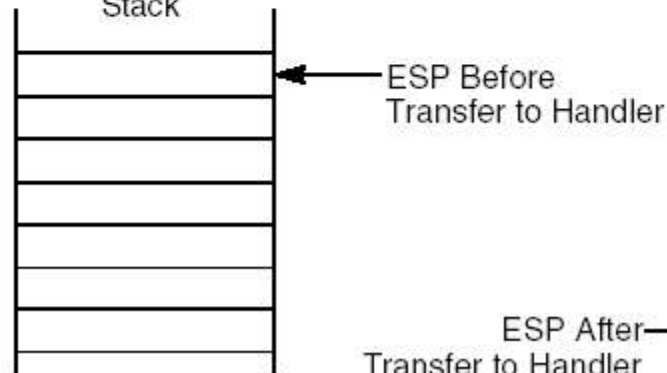 Stack
ESP Before
Transfer to Handler
ESP After
Transfer to Handler